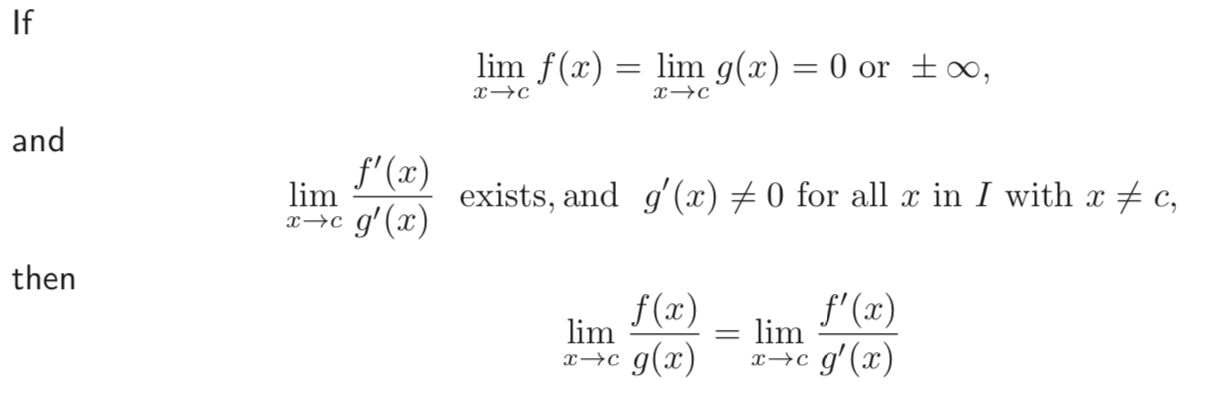 If
lim_{x→c} f(x) = lim_{x→c} g(x) = 0 or ± ∞,
and
lim_{x→c} f′(x)/g′(x) exists, and g′(x) ≠ 0 for all x in I with x ≠ c,
then
lim_{x→c} f(x)/g(x) = lim_{x→c} f′(x)/g′(x)